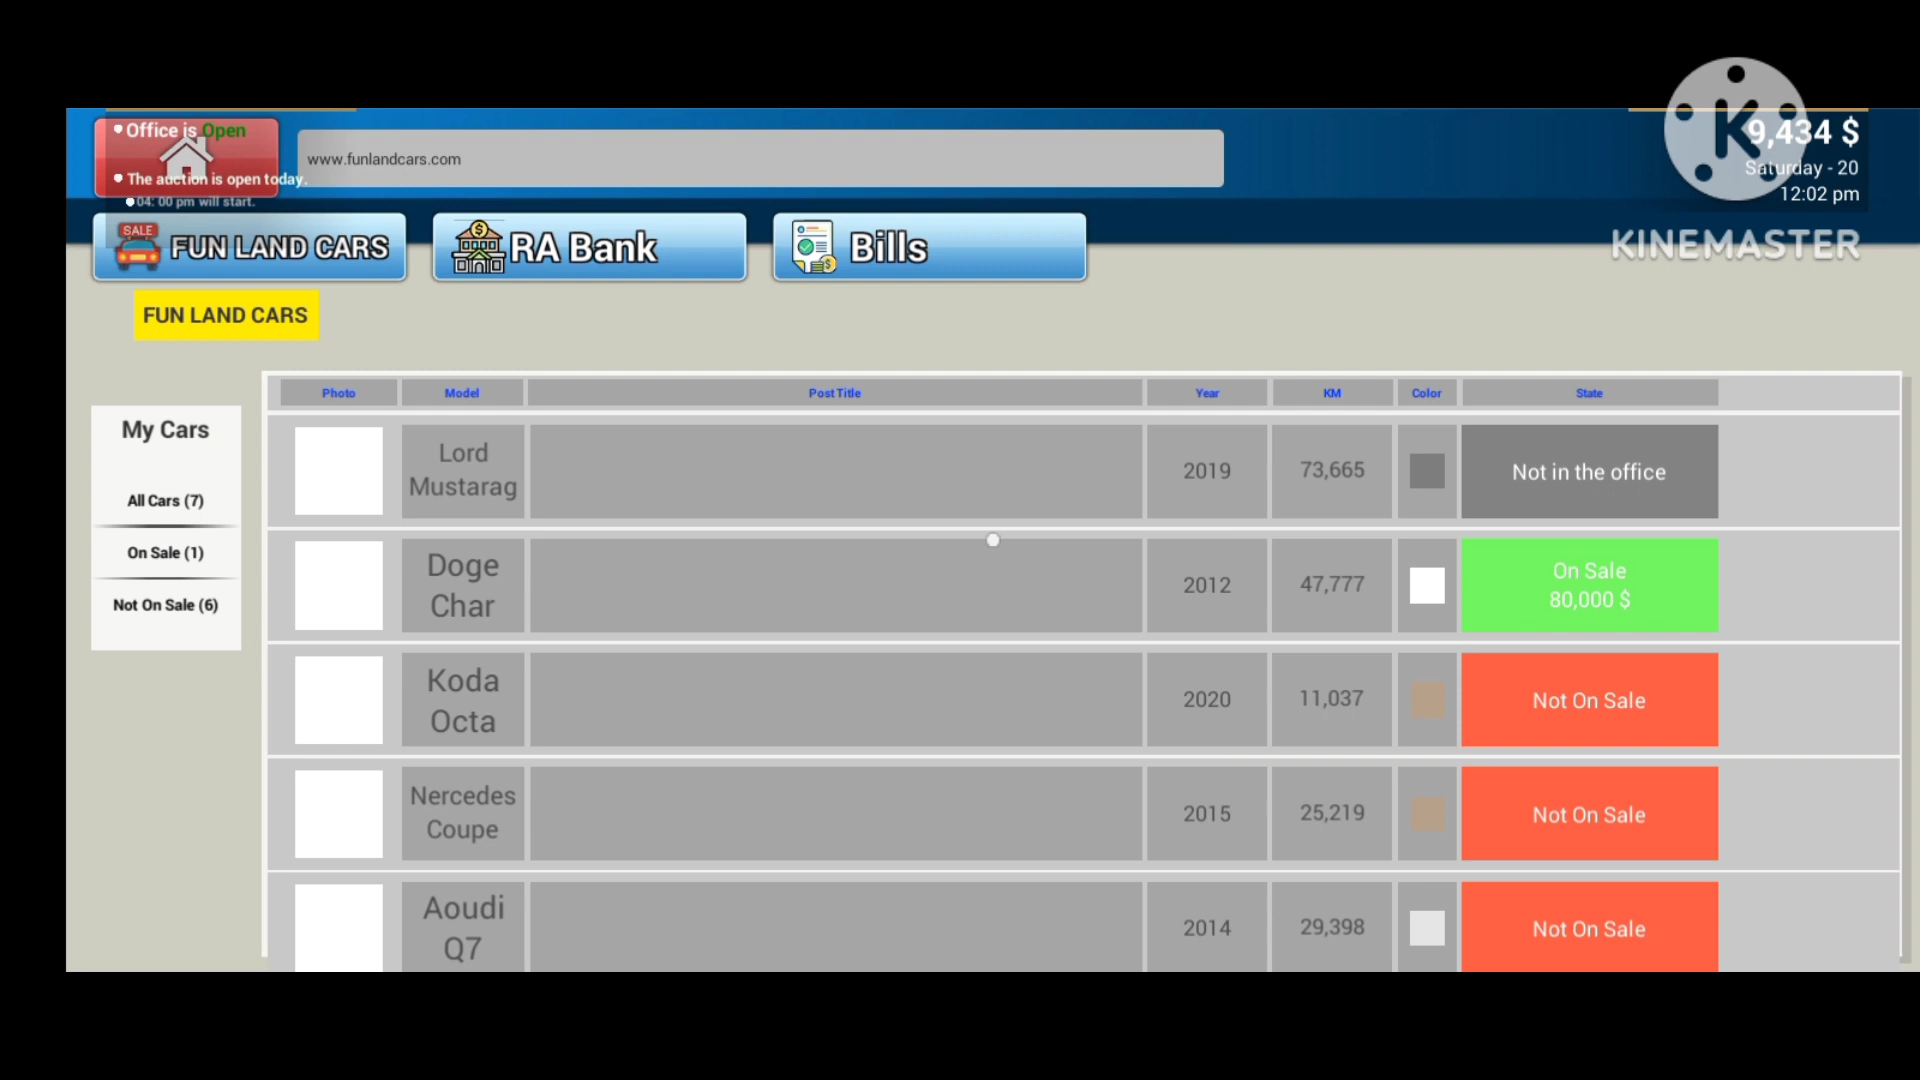 Office is Open
The auction is open today.
04: 00 pm will start.
www.funlandcars.com
9,434 $
Saturday - 20
12:02 pm
KINEMASTER
SALE
FUN LAND CARS
RA Bank
Bills
FUN LAND CARS
My Cars
All Cars (7)
On Sale (1)
Not On Sale (6)
Photo Model Post Title Year KM Color State
Lord
Mustarag
2019 73,665 Not in the office
Doge
Char
2012 47,777 On Sale
80,000 $
Koda
Octa
2020 11,037 Not On Sale
Nercedes
Coupe
2015 25,219 Not On Sale
Aoudi
Q7
2014 29,398 Not On Sale